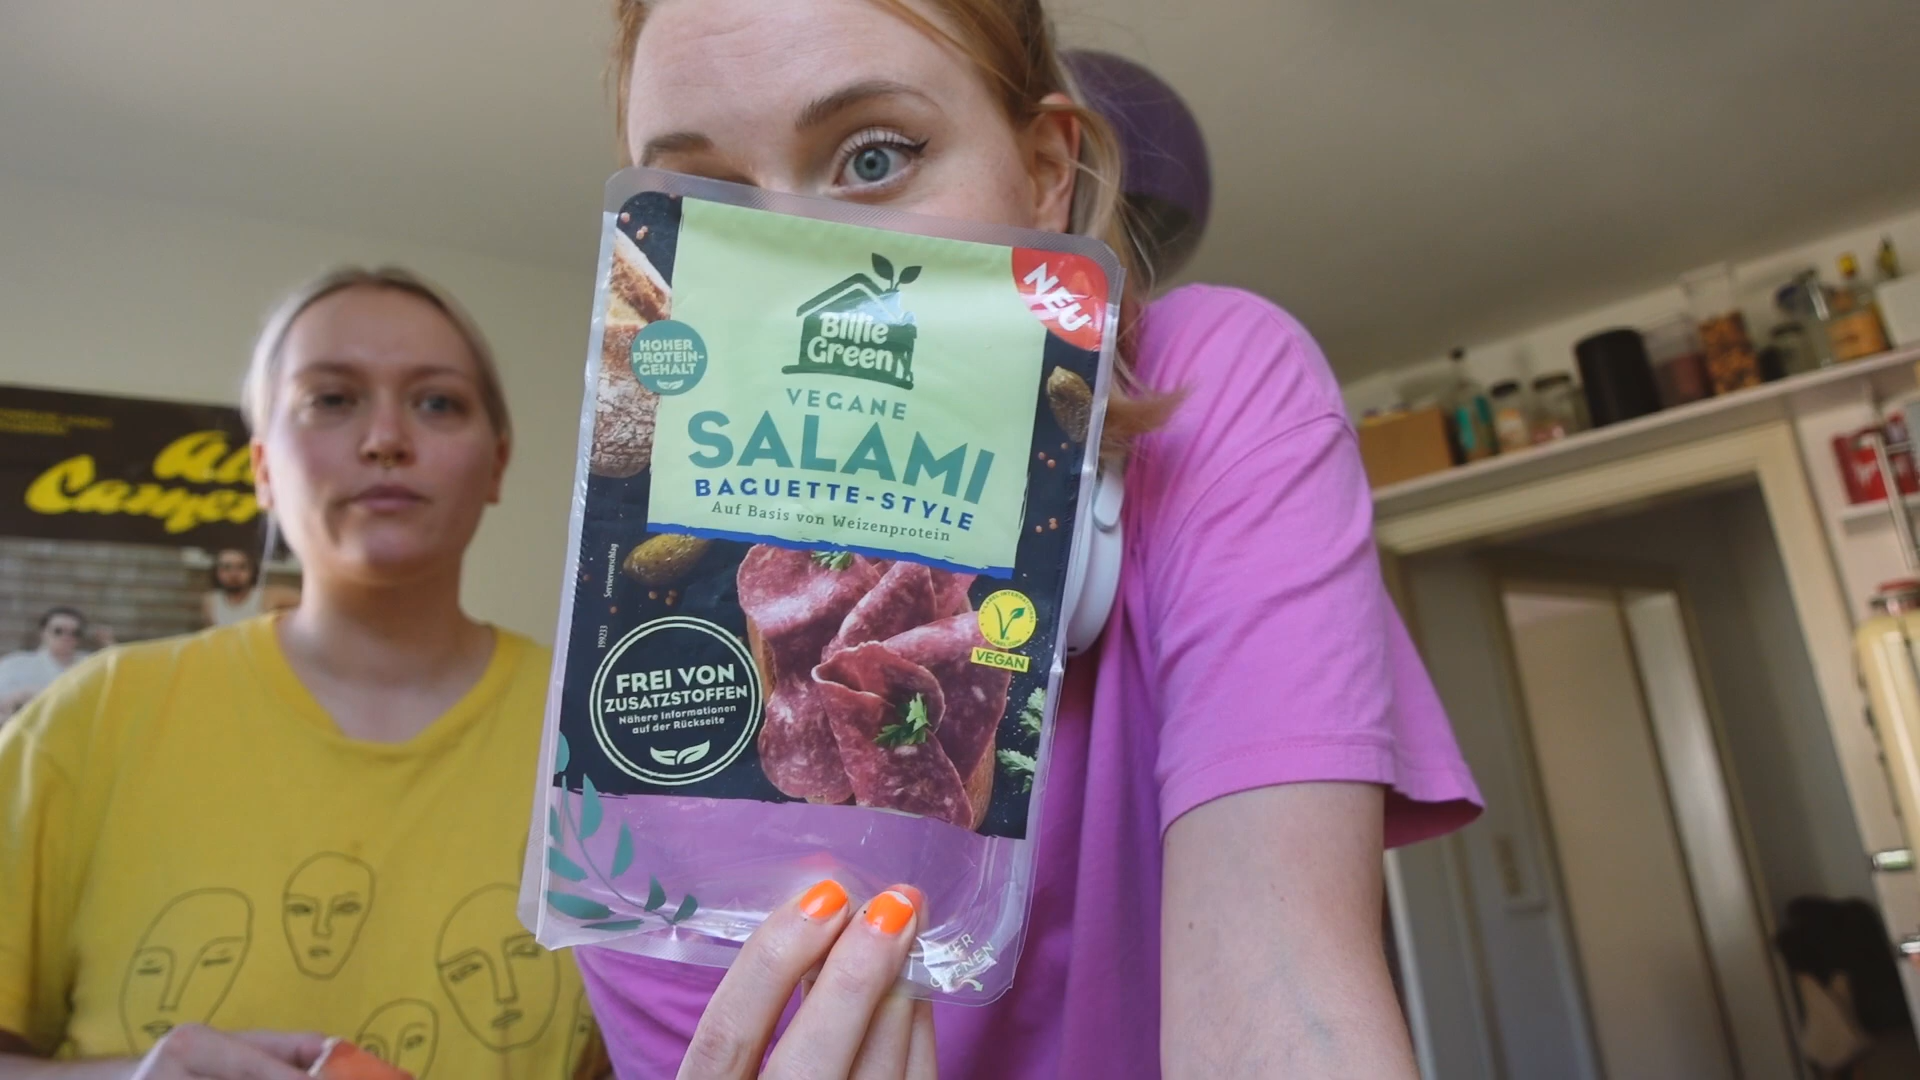 Billie
Green
NEU
HOHER
PROTEIN-
GEHALT
VEGANE
SALAMI
BAGUETTE-STYLE
Auf Basis von Weizenprotein
Serviervorschlag
VEGAN
FREI VON
ZUSATZSTOFFEN
Nähere Informationen
auf der Rückseite